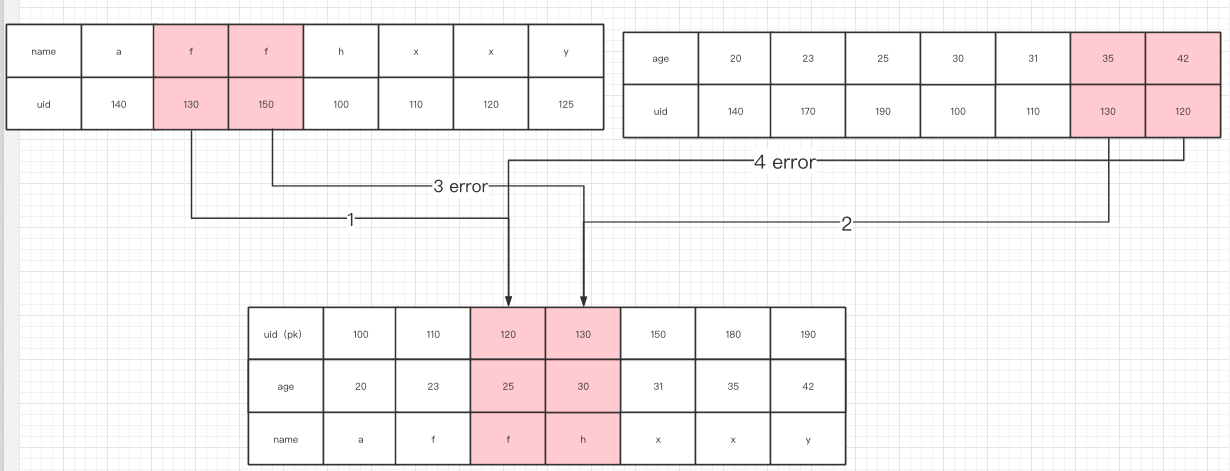 name a f f h x x y
uid 140 130 150 100 110 120 125
age 20 23 25 30 31 35 42
uid 140 170 190 100 110 130 120
4 error
3 error
1
2
uid (pk) 100 110 120 130 150 180 190
age 20 23 25 30 31 35 42
name a f f h x x y